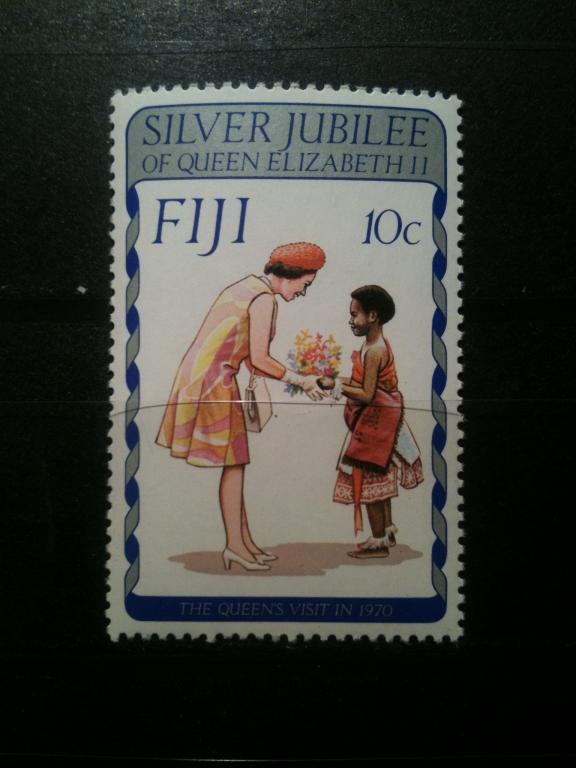 SILVER JUBILEE
OF QUEEN ELIZABETH II
FIJI 10c
THE QUEEN'S VISIT IN 1970